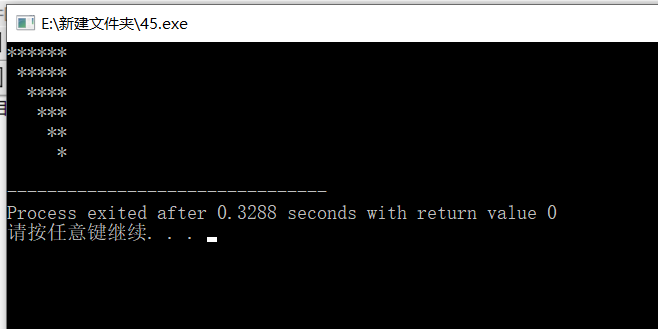 E:\新建文件夹\45.exe
******
 *****
  ****
   ***
    **
     *
--------------------------------
Process exited after 0.3288 seconds with return value 0
请按任意键继续. . .